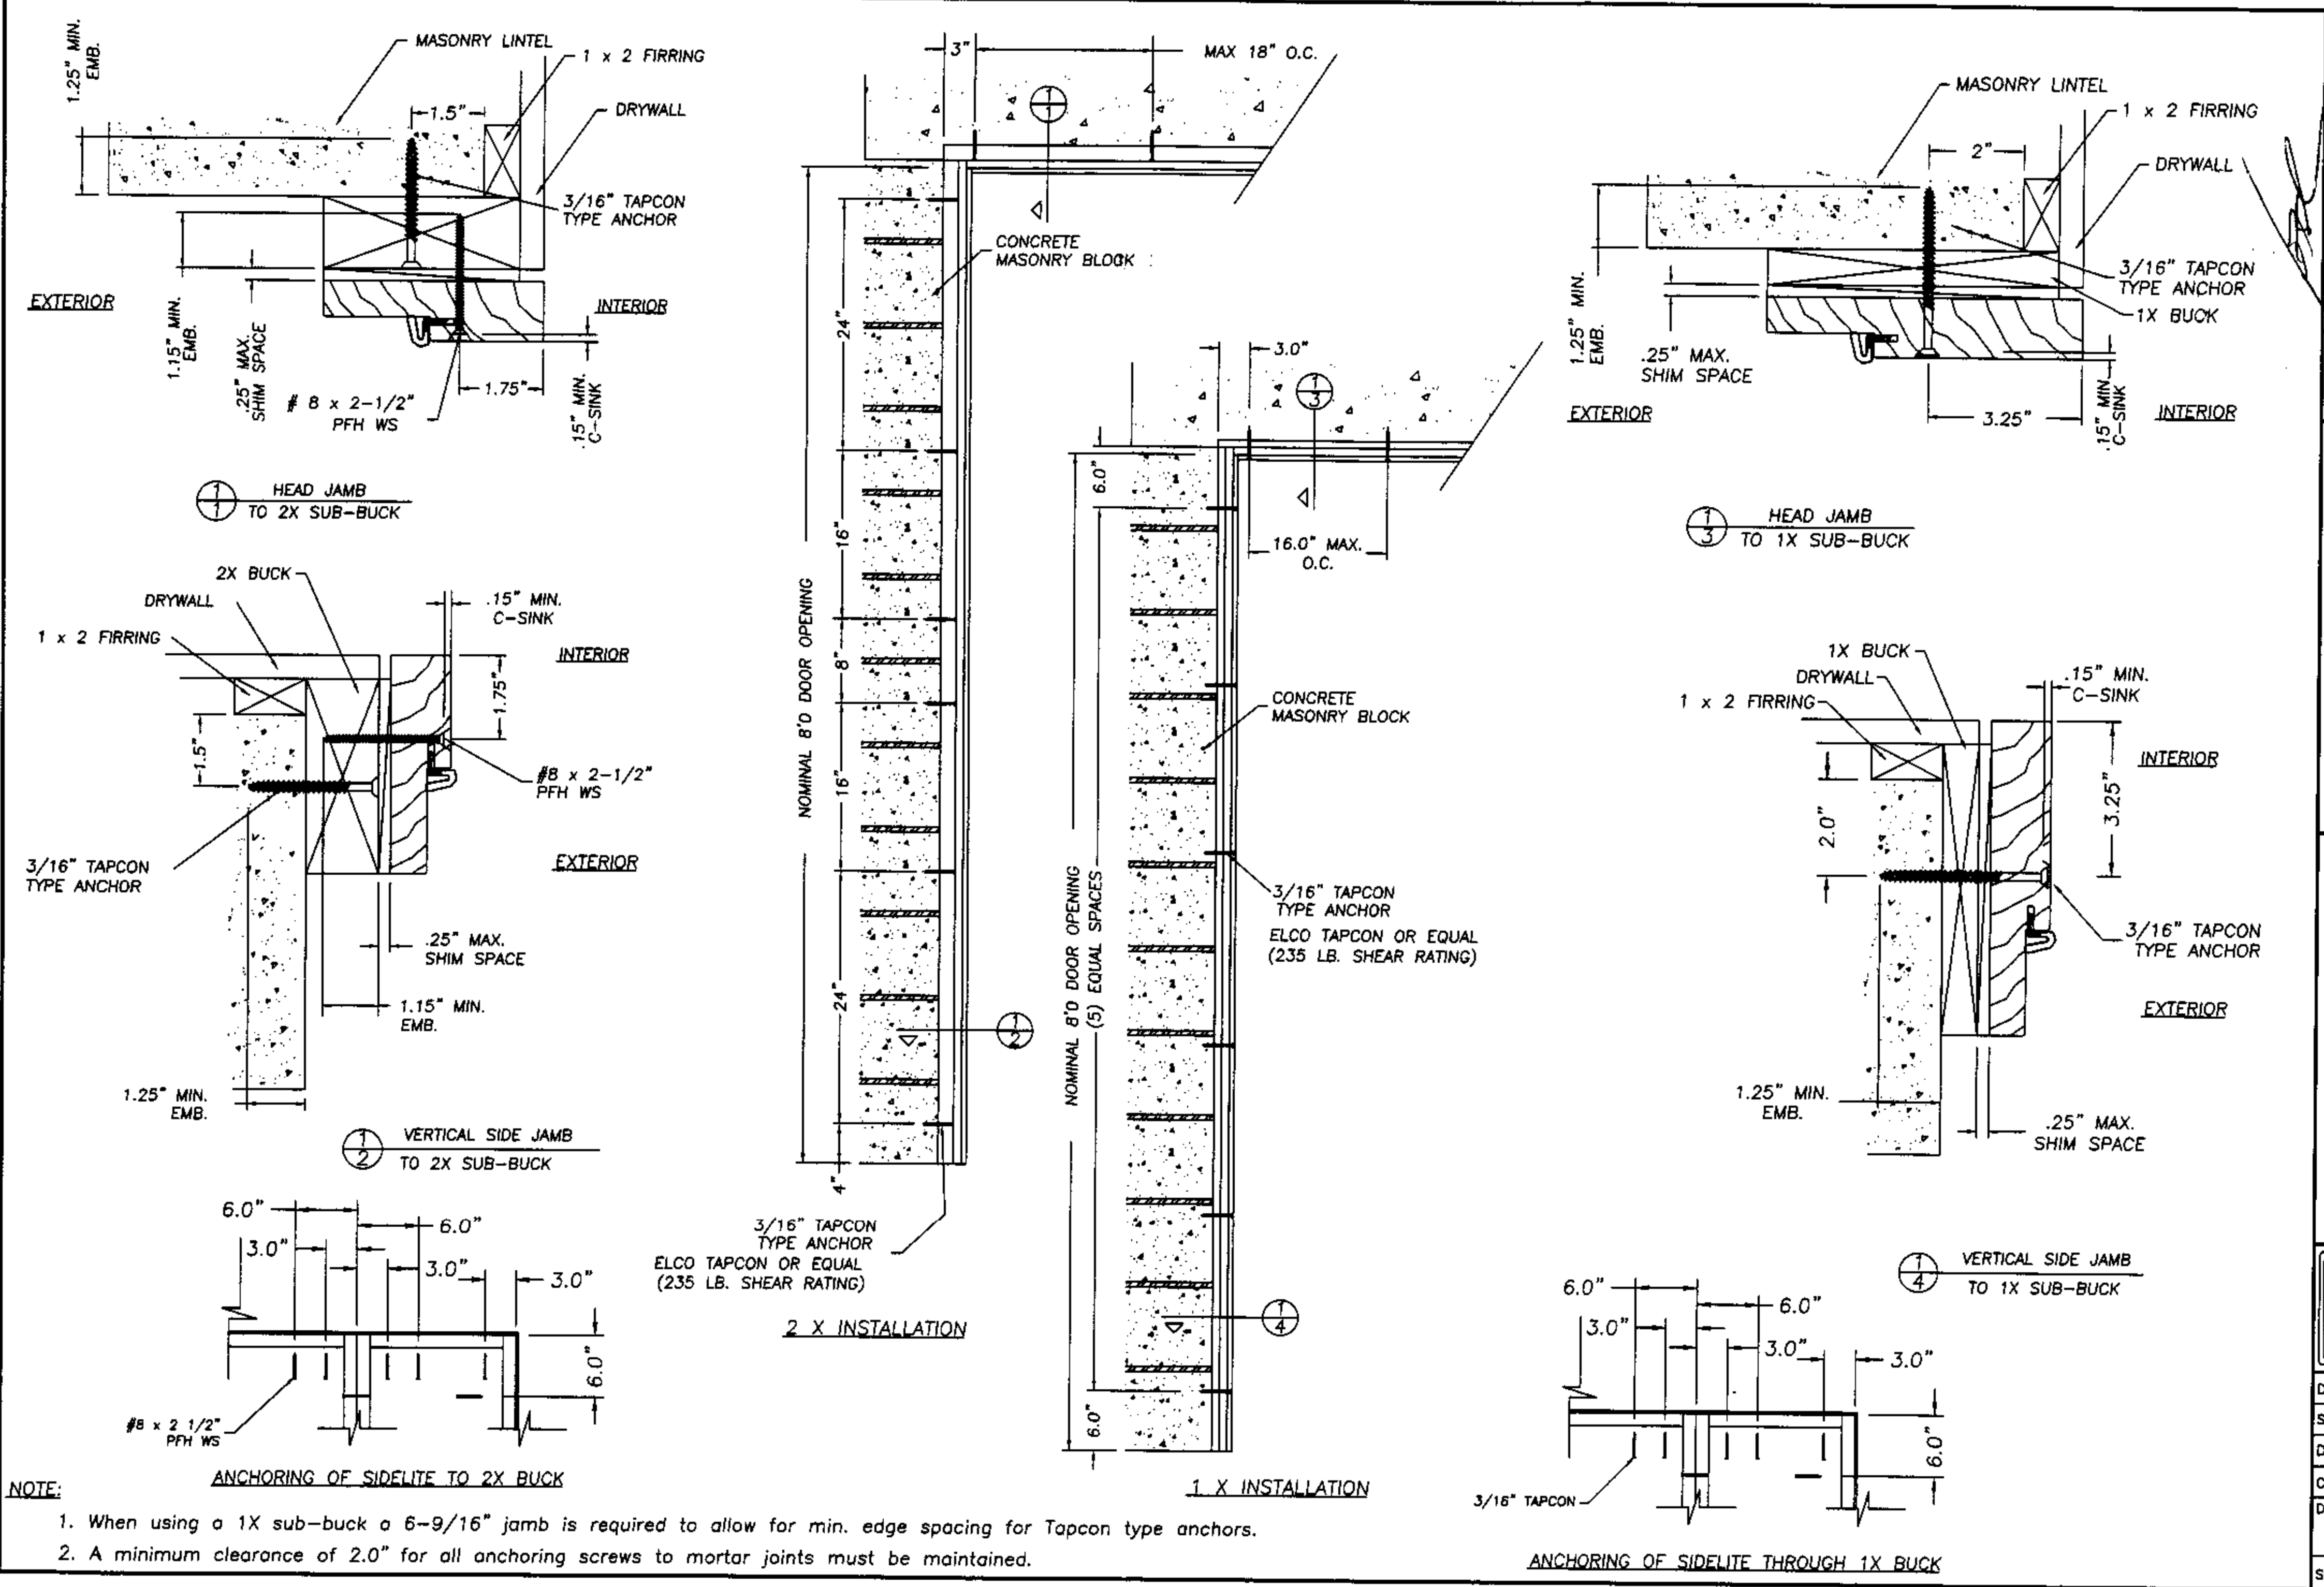 1.25" MIN.
EMB.
MASONRY LINTEL
1 x 2 FIRRING
1.5"
DRYWALL
3/16" TAPCON
TYPE ANCHOR
EXTERIOR
INTERIOR
1.15" MIN.
EMB.
.25" MAX.
SHIM SPACE
# 8 x 2-1/2"
PFH WS
1.75"
.15" MIN.
C-SINK
1
1
HEAD JAMB
TO 2X SUB-BUCK
2X BUCK
DRYWALL
1 x 2 FIRRING
.15" MIN.
C-SINK
INTERIOR
1.75"
1.5"
#8 x 2-1/2"
PFH WS
3/16" TAPCON
TYPE ANCHOR
EXTERIOR
.25" MAX.
SHIM SPACE
1.15" MIN.
EMB.
1.25" MIN.
EMB.
1
2
VERTICAL SIDE JAMB
TO 2X SUB-BUCK
6.0"
6.0"
3.0"
3.0"
3.0"
6.0"
#8 x 2 1/2"
PFH WS
ANCHORING OF SIDELITE TO 2X BUCK
3"
MAX 18" O.C.
1
1
CONCRETE
MASONRY BLOCK
NOMINAL 8'0 DOOR OPENING
24"
16"
8"
16"
24"
4"
1
2
3/16" TAPCON
TYPE ANCHOR
ELCO TAPCON OR EQUAL
(235 LB. SHEAR RATING)
2 X INSTALLATION
3.0"
1
3
6.0"
16.0" MAX.
O.C.
CONCRETE
MASONRY BLOCK
NOMINAL 8'0 DOOR OPENING
(5) EQUAL SPACES
3/16" TAPCON
TYPE ANCHOR
ELCO TAPCON OR EQUAL
(235 LB. SHEAR RATING)
1
4
6.0"
1 X INSTALLATION
MASONRY LINTEL
1 x 2 FIRRING
2"
DRYWALL
3/16" TAPCON
TYPE ANCHOR
1X BUCK
1.25" MIN.
EMB.
.25" MAX.
SHIM SPACE
EXTERIOR
3.25"
.15" MIN.
C-SINK
INTERIOR
1
3
HEAD JAMB
TO 1X SUB-BUCK
1X BUCK
DRYWALL
1 x 2 FIRRING
.15" MIN.
C-SINK
INTERIOR
2.0"
3.25"
3/16" TAPCON
TYPE ANCHOR
EXTERIOR
1.25" MIN.
EMB.
.25" MAX.
SHIM SPACE
1
4
VERTICAL SIDE JAMB
TO 1X SUB-BUCK
6.0"
6.0"
3.0"
3.0"
3.0"
6.0"
3/16" TAPCON
ANCHORING OF SIDELITE THROUGH 1X BUCK
NOTE:
1. When using a 1X sub-buck a 6-9/16" jamb is required to allow for min. edge spacing for Tapcon type anchors.
2. A minimum clearance of 2.0" for all anchoring screws to mortar joints must be maintained.